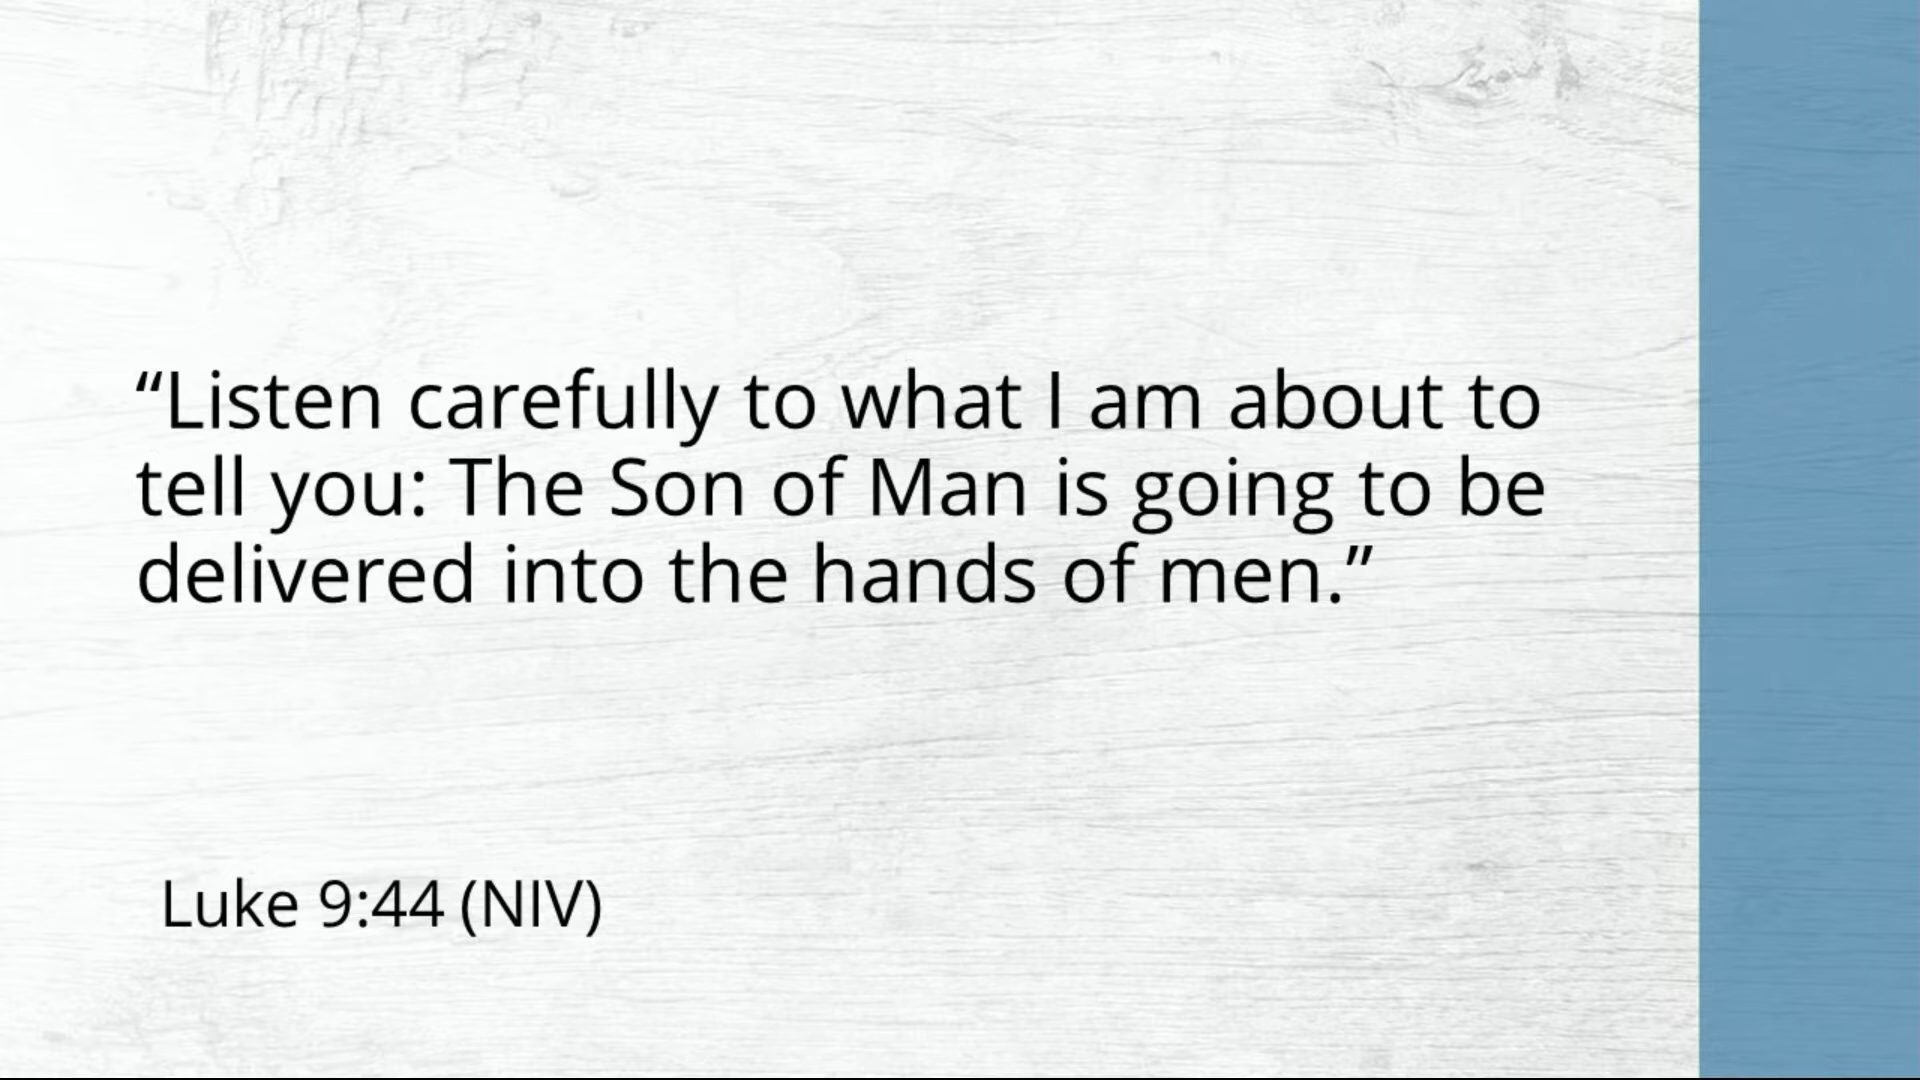 “Listen carefully to what I am about to
tell you: The Son of Man is going to be
delivered into the hands of men.”
Luke 9:44 (NIV)